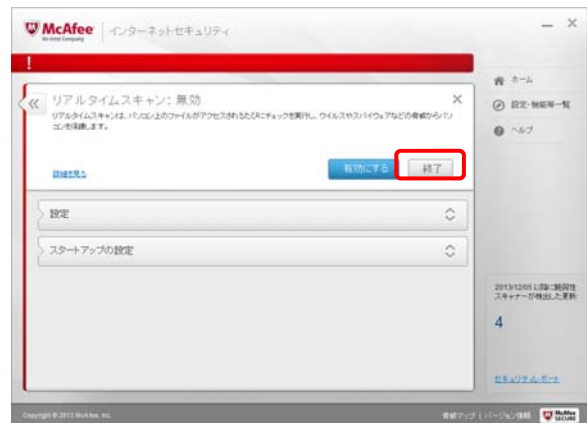 McAfee
An Intel Company
インターネットセキュリティ
!
リアルタイムスキャン: 無効
リアルタイムスキャンは、パソコン上のファイルがアクセスされるたびにチェックを実行し、ウイルスやスパイウェアなどの脅威からパソ
コンを保護します。
詳細を見る
有効にする
終了
設定
スタートアップの設定
ホーム
設定・機能等一覧
ヘルプ
2013/12/05 以降に脆弱性
スキャナーが検出した更新:
4
セキュリティレポート
Copyright © 2013 McAfee, Inc.
脅威マップ | バージョン情報
McAfee
SECURE